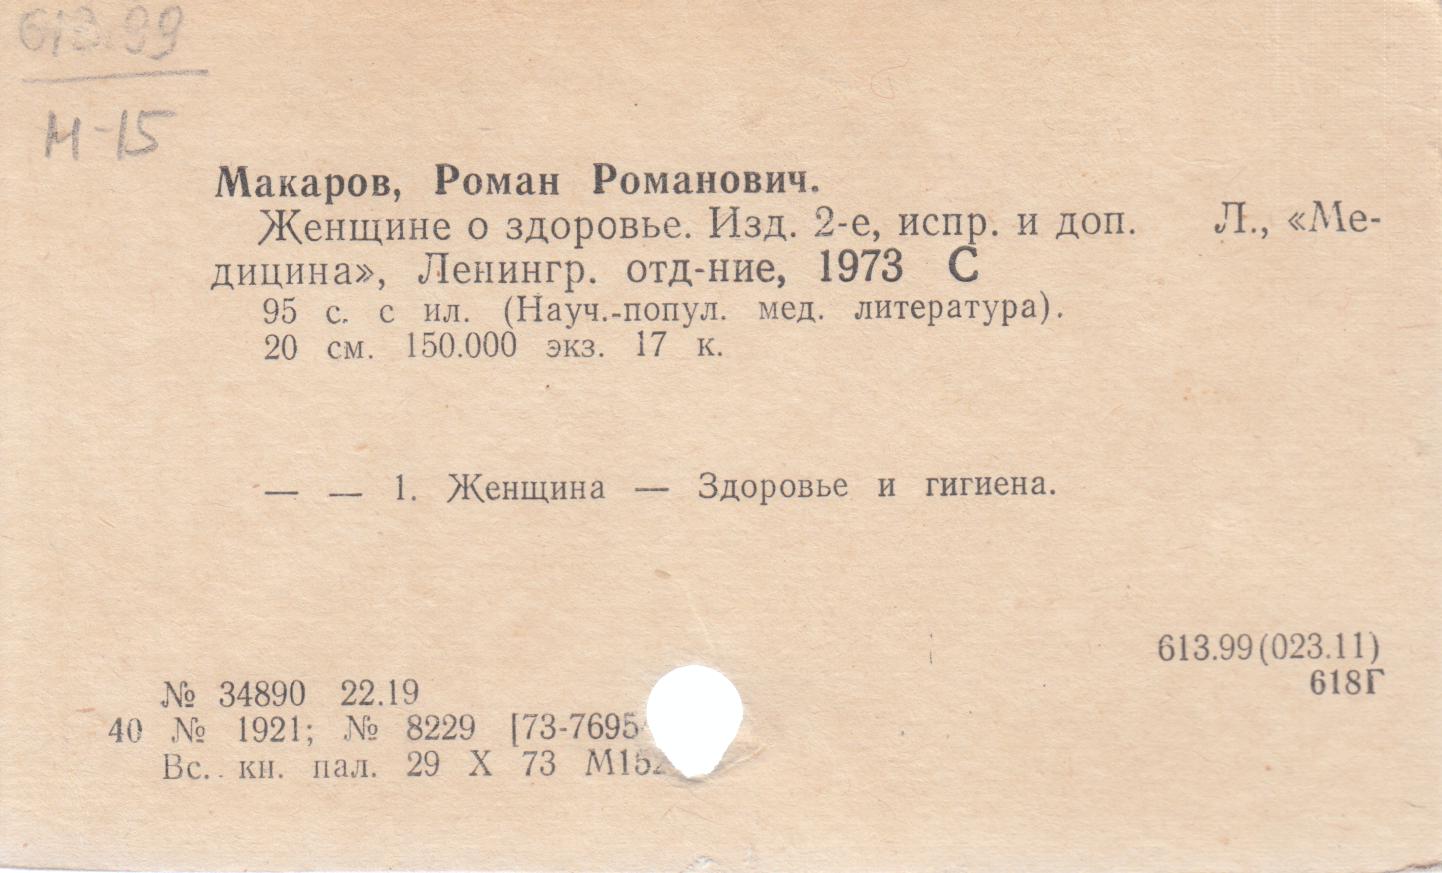 613.99
М-15
Макаров, Роман Романович.
Женщине о здоровье. Изд. 2-е, испр. и доп. Л., «Ме-
дицина», Ленингр. отд-ние, 1973 С
95 с. с ил. (Науч.-попул. мед. литература).
20 см. 150.000 экз. 17 к.
— — 1. Женщина — Здоровье и гигиена.
613.99(023.11)
618Г
№ 34890 22.19
40 № 1921; № 8229 [73-7695
Вс. кн. пал. 29 X 73 М152